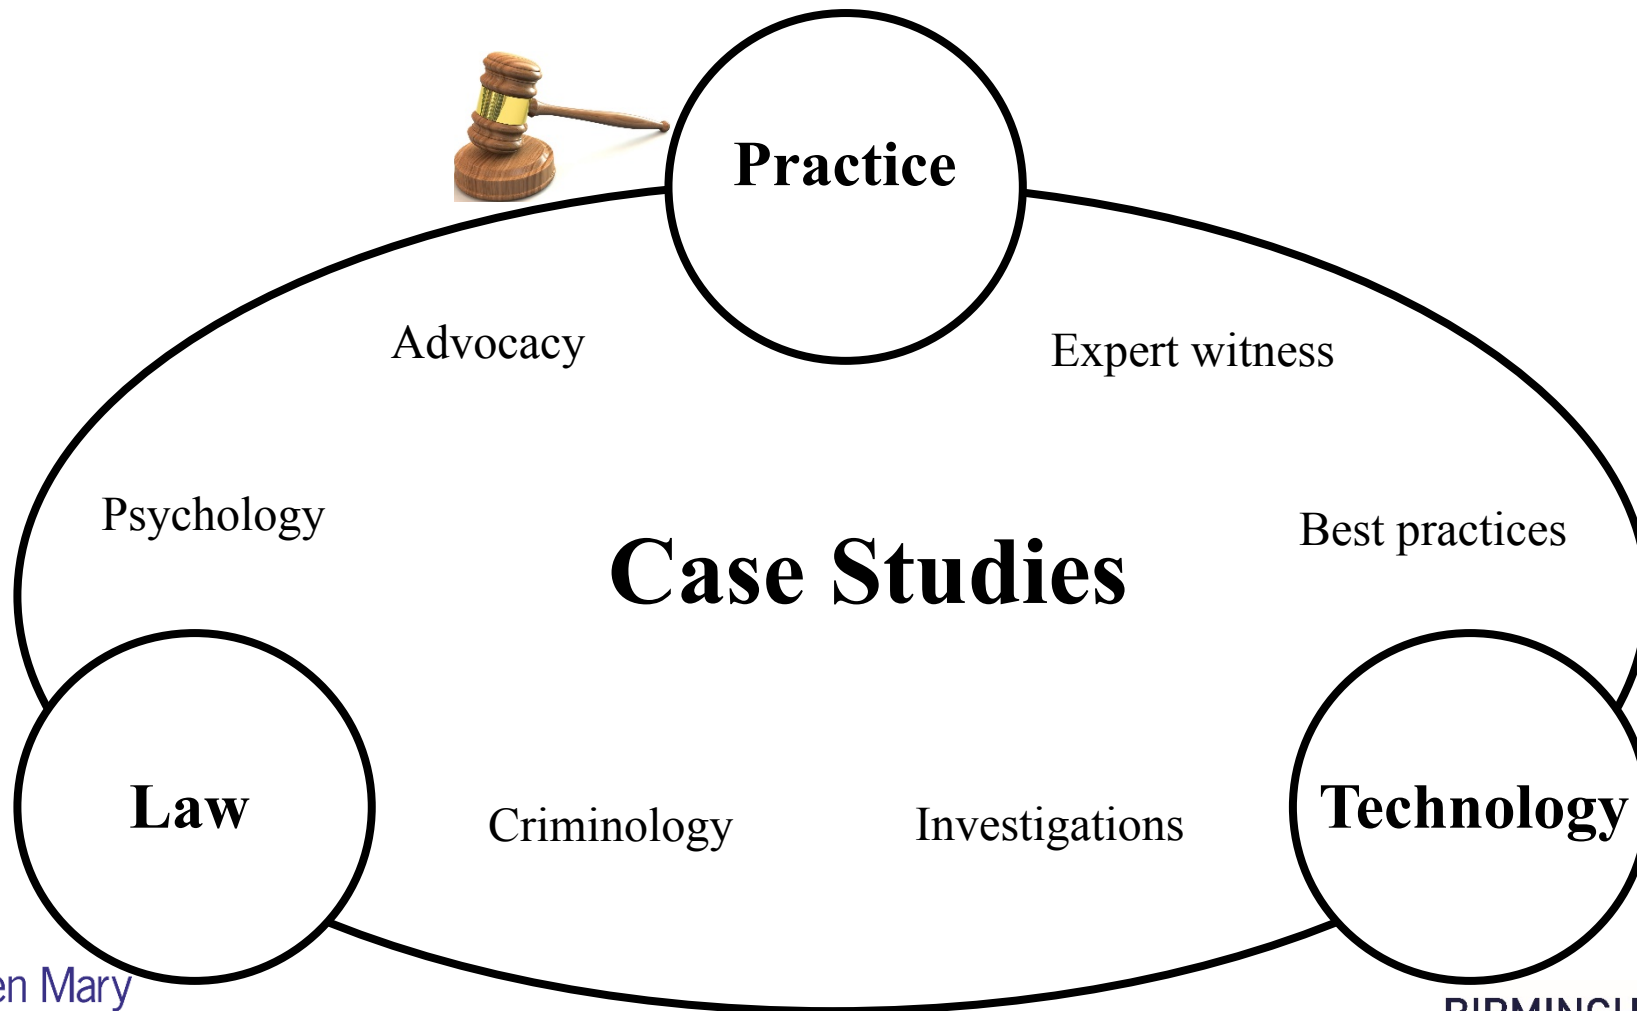 Practice
Advocacy
Expert witness
Psychology
Best practices
Case Studies
Law
Technology
Criminology
Investigations
en Mary